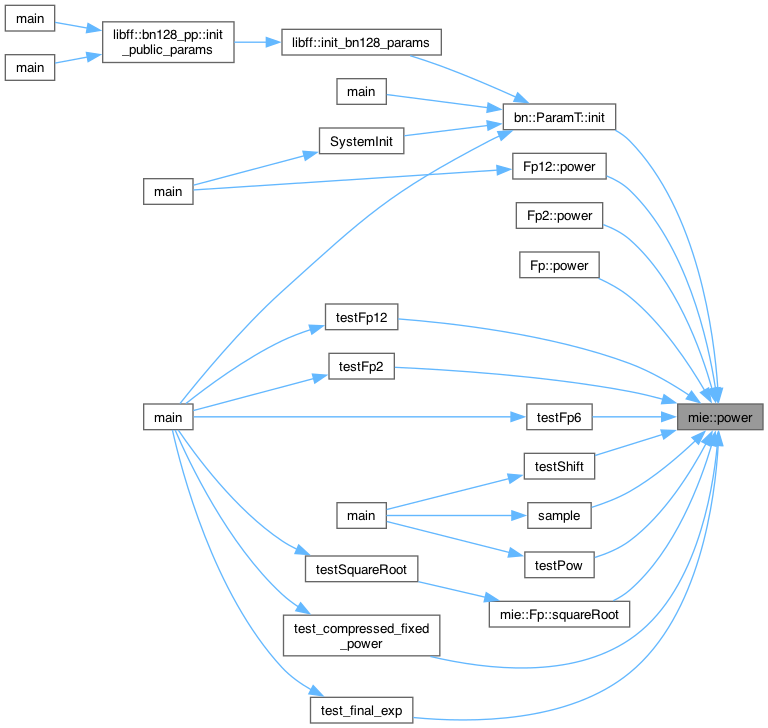 main
libff::bn128_pp::init
_public_params
libff::init_bn128_params
main
main
bn::ParamT::init
SystemInit
Fp12::power
main
Fp2::power
Fp::power
testFp12
testFp2
main
testFp6
mie::power
testShift
main
sample
testPow
testSquareRoot
mie::Fp::squareRoot
test_compressed_fixed
_power
test_final_exp